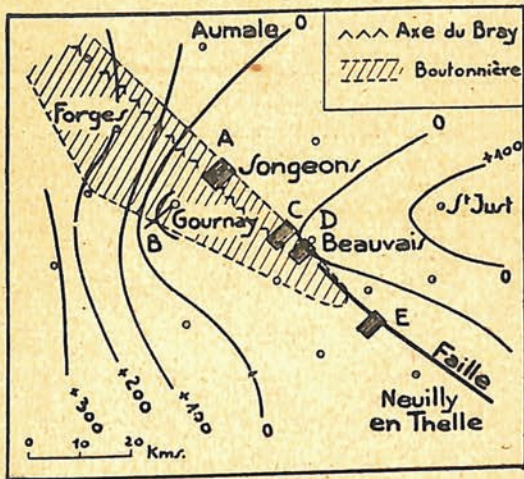 Aumale
0
Axe du Bray
Boutonnière
Forges
A
Songeons
C
D
0
+100
St Just
Gournay
B
Beauvais
0
E
Faille
Neuilly
en Thelle
+300
+200
+100
0
0 10 20
Kms.